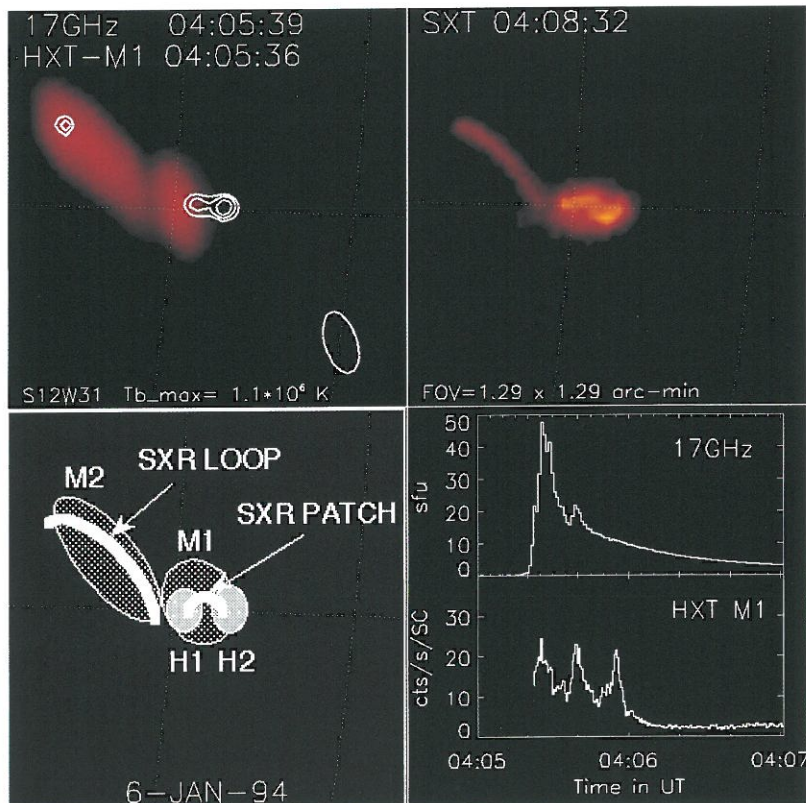 17GHz 04:05:39
HXT-M1 04:05:36
S12W31 Tb_max= 1.1*10⁶ K
SXT 04:08:32
FOV=1.29 x 1.29 arc-min
SXR LOOP
M2
SXR PATCH
M1
H1 H2
6-JAN-94
50
40
30
20
10
0
sfu
17GHz
30
20
10
0
cts/s/SC
HXT M1
04:05 04:06 04:07
Time in UT